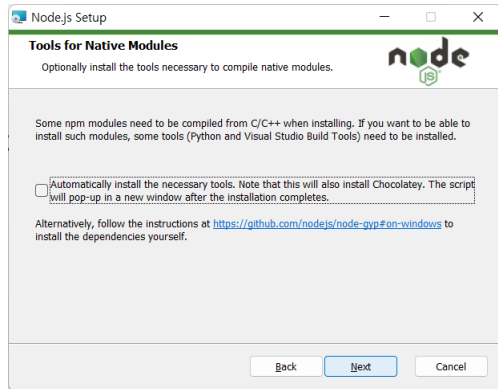 Node.js Setup
Tools for Native Modules
Optionally install the tools necessary to compile native modules.
node
JS
Some npm modules need to be compiled from C/C++ when installing. If you want to be able to
install such modules, some tools (Python and Visual Studio Build Tools) need to be installed.
Automatically install the necessary tools. Note that this will also install Chocolatey. The script
will pop-up in a new window after the installation completes.
Alternatively, follow the instructions at https://github.com/nodejs/node-gyp#on-windows to
install the dependencies yourself.
Back Next Cancel